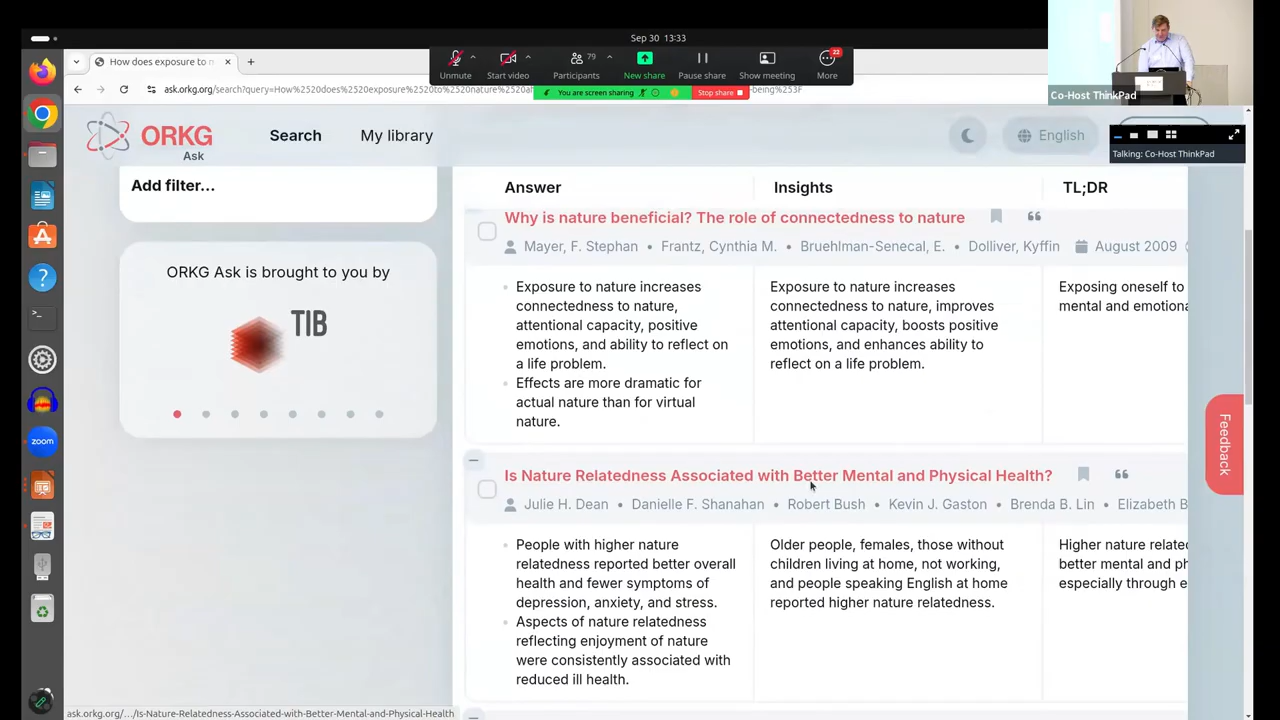 Sep 30 13:33
Unmute
Start video
79
Participants
New share
Pause share
Show meeting
22
More
You are screen sharing
Stop share
Co-Host ThinkPad
Talking: Co-Host ThinkPad
How does exposure to n
ask.orkg.org/search?query=How%2520does%2520exposure%2520to%2520nature%2520a
being%253F
ORKG
Ask
Search
My library
English
Add filter...
ORKG Ask is brought to you by
TIB
Answer
Insights
TL;DR
Why is nature beneficial? The role of connectedness to nature
Mayer, F. Stephan • Frantz, Cynthia M. • Bruehlman-Senecal, E. • Dolliver, Kyffin
August 2009
Exposure to nature increases
connectedness to nature,
attentional capacity, positive
emotions, and ability to reflect on
a life problem.
Effects are more dramatic for
actual nature than for virtual
nature.
Exposure to nature increases
connectedness to nature, improves
attentional capacity, boosts positive
emotions, and enhances ability to
reflect on a life problem.
Exposing oneself to
mental and emotiona
Is Nature Relatedness Associated with Better Mental and Physical Health?
Julie H. Dean • Danielle F. Shanahan • Robert Bush • Kevin J. Gaston • Brenda B. Lin • Elizabeth B
People with higher nature
relatedness reported better overall
health and fewer symptoms of
depression, anxiety, and stress.
Aspects of nature relatedness
reflecting enjoyment of nature
were consistently associated with
reduced ill health.
Older people, females, those without
children living at home, not working,
and people speaking English at home
reported higher nature relatedness.
Higher nature relate
better mental and ph
especially through e
Feedback
zoom
ask.orkg.org/.../Is-Nature-Relatedness-Associated-with-Better-Mental-and-Physical-Health